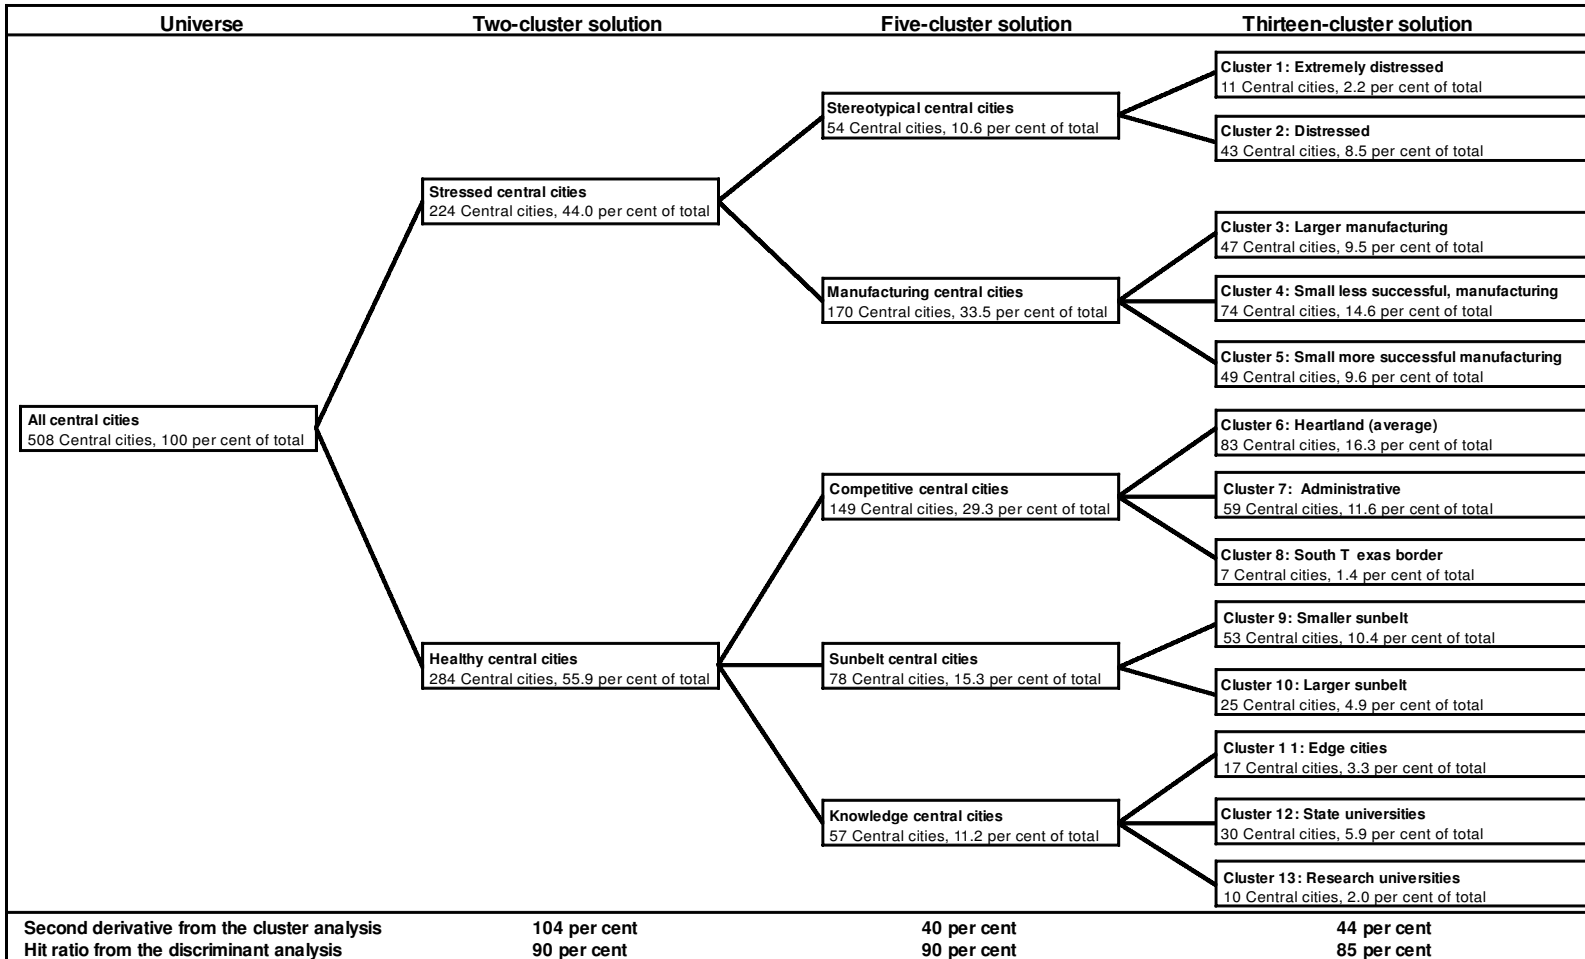 Universe
Two-cluster solution
Five-cluster solution
Thirteen-cluster solution
All central cities
508 Central cities, 100 per cent of total
Stressed central cities
224 Central cities, 44.0 per cent of total
Healthy central cities
284 Central cities, 55.9 per cent of total
Stereotypical central cities
54 Central cities, 10.6 per cent of total
Manufacturing central cities
170 Central cities, 33.5 per cent of total
Competitive central cities
149 Central cities, 29.3 per cent of total
Sunbelt central cities
78 Central cities, 15.3 per cent of total
Knowledge central cities
57 Central cities, 11.2 per cent of total
Cluster 1: Extremely distressed
11 Central cities, 2.2 per cent of total
Cluster 2: Distressed
43 Central cities, 8.5 per cent of total
Cluster 3: Larger manufacturing
47 Central cities, 9.5 per cent of total
Cluster 4: Small less successful, manufacturing
74 Central cities, 14.6 per cent of total
Cluster 5: Small more successful manufacturing
49 Central cities, 9.6 per cent of total
Cluster 6: Heartland (average)
83 Central cities, 16.3 per cent of total
Cluster 7: Administrative
59 Central cities, 11.6 per cent of total
Cluster 8: South T exas border
7 Central cities, 1.4 per cent of total
Cluster 9: Smaller sunbelt
53 Central cities, 10.4 per cent of total
Cluster 10: Larger sunbelt
25 Central cities, 4.9 per cent of total
Cluster 1 1: Edge cities
17 Central cities, 3.3 per cent of total
Cluster 12: State universities
30 Central cities, 5.9 per cent of total
Cluster 13: Research universities
10 Central cities, 2.0 per cent of total
Second derivative from the cluster analysis 104 per cent 40 per cent 44 per cent
Hit ratio from the discriminant analysis 90 per cent 90 per cent 85 per cent